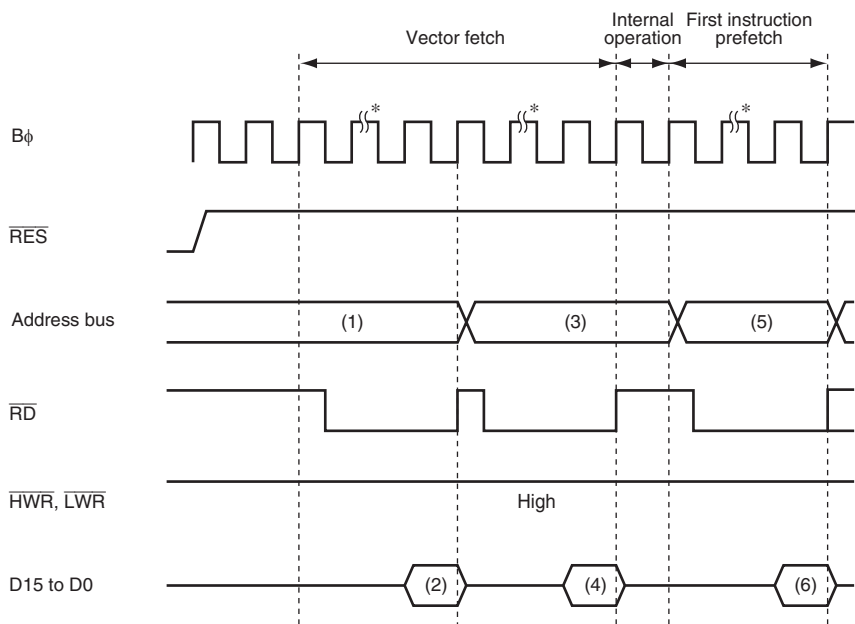 Vector fetch
Internal operation
First instruction prefetch
Bϕ
*
*
*
RES
Address bus
(1)
(3)
(5)
RD
HWR, LWR
High
D15 to D0
(2)
(4)
(6)